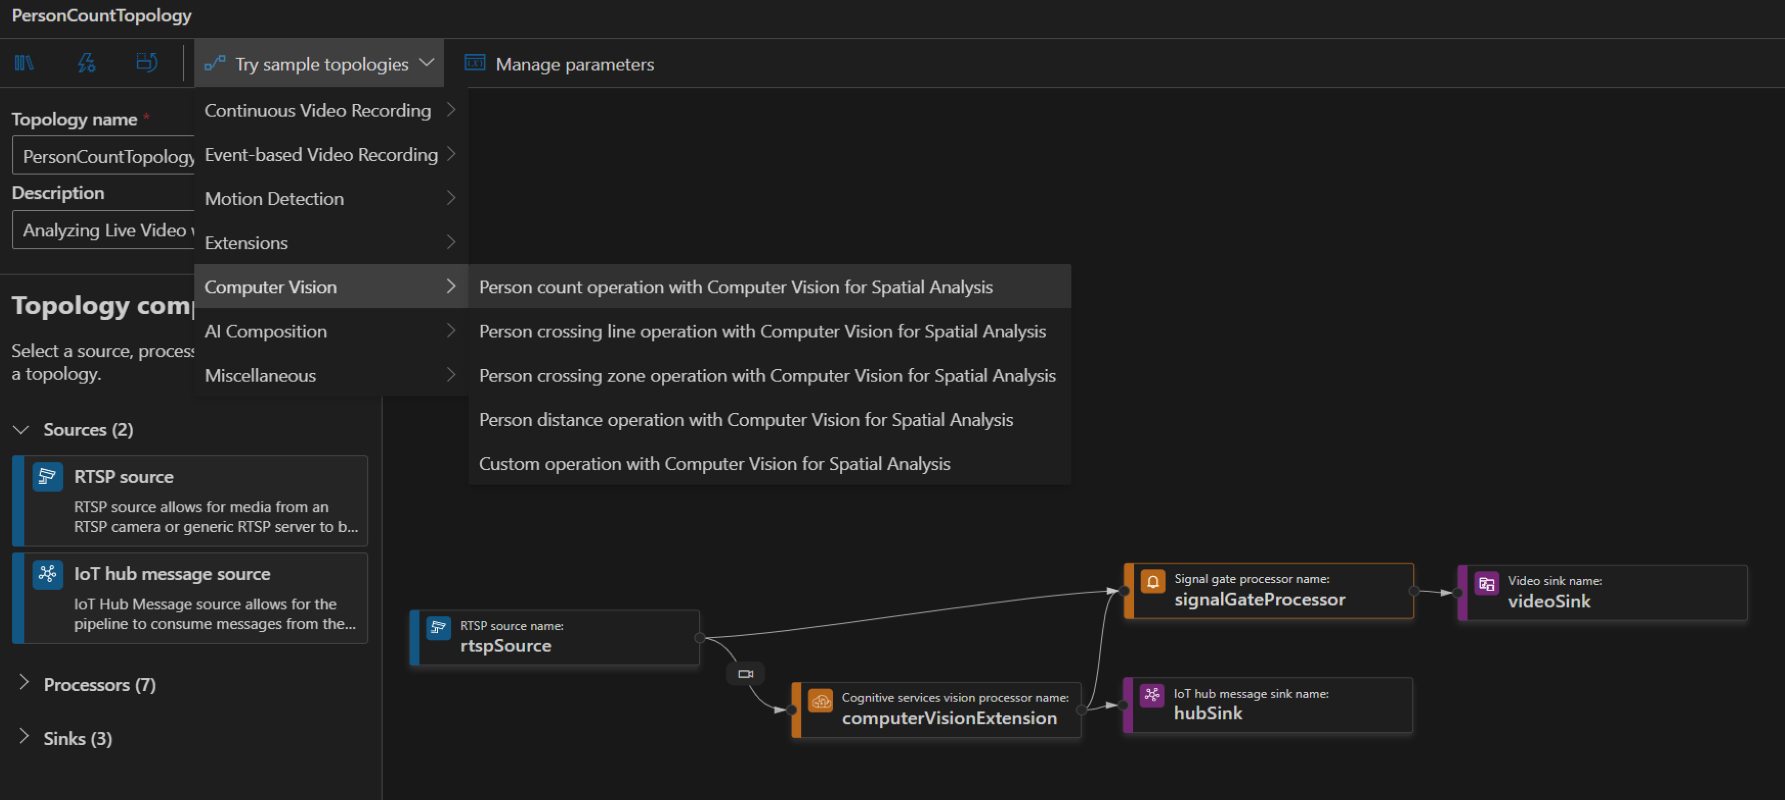 PersonCountTopology
Try sample topologies
Manage parameters
Topology name *
PersonCountTopology
Description
Analyzing Live Video
Continuous Video Recording
Event-based Video Recording
Motion Detection
Extensions
Computer Vision
AI Composition
Miscellaneous
Person count operation with Computer Vision for Spatial Analysis
Person crossing line operation with Computer Vision for Spatial Analysis
Person crossing zone operation with Computer Vision for Spatial Analysis
Person distance operation with Computer Vision for Spatial Analysis
Custom operation with Computer Vision for Spatial Analysis
Topology com
Select a source, process
a topology.
Sources (2)
RTSP source
RTSP source allows for media from an
RTSP camera or generic RTSP server to b...
IoT hub message source
IoT Hub Message source allows for the
pipeline to consume messages from the...
Processors (7)
Sinks (3)
RTSP source name:
rtspSource
Cognitive services vision processor name:
computerVisionExtension
Signal gate processor name:
signalGateProcessor
Video sink name:
videoSink
IoT hub message sink name:
hubSink